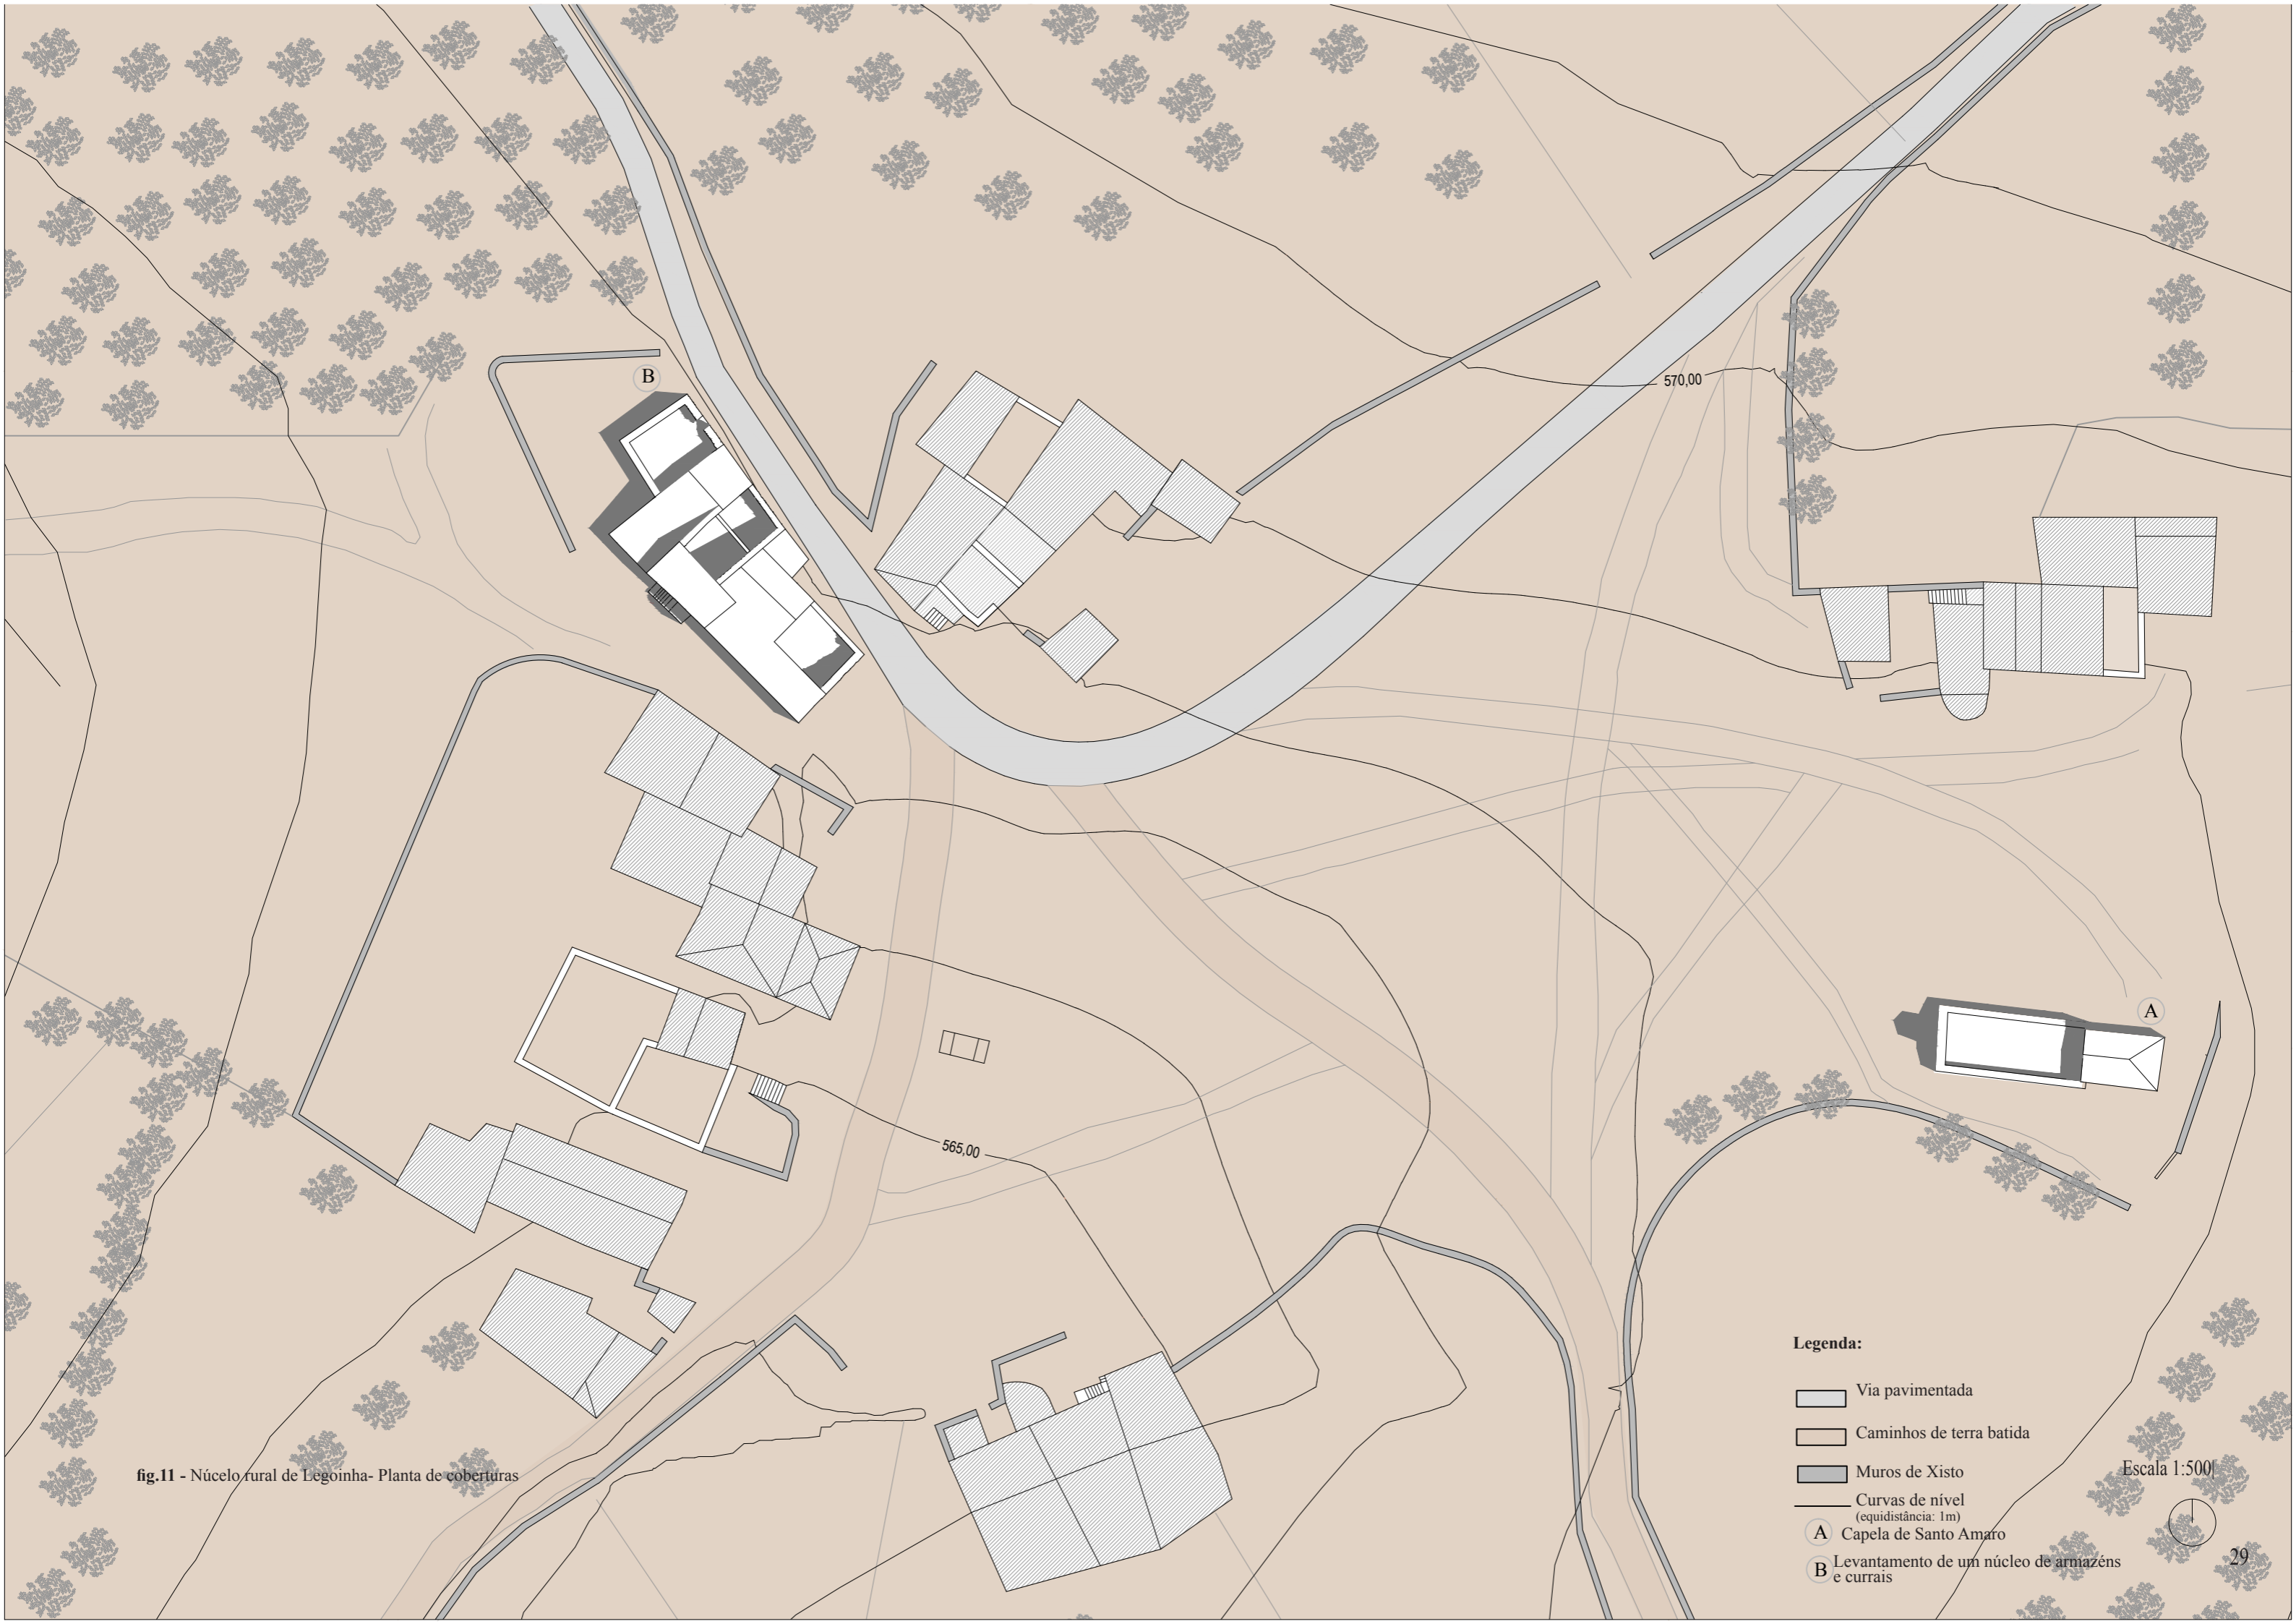 B
570,00
A
565,00
Legenda:
Via pavimentada
Caminhos de terra batida
Muros de Xisto
Curvas de nível
(equidistância: 1m)
A Capela de Santo Amaro
B Levantamento de um núcleo de armazéns
e currais
fig.11 - Núcelo rural de Legoinha- Planta de coberturas
Escala 1:500
29